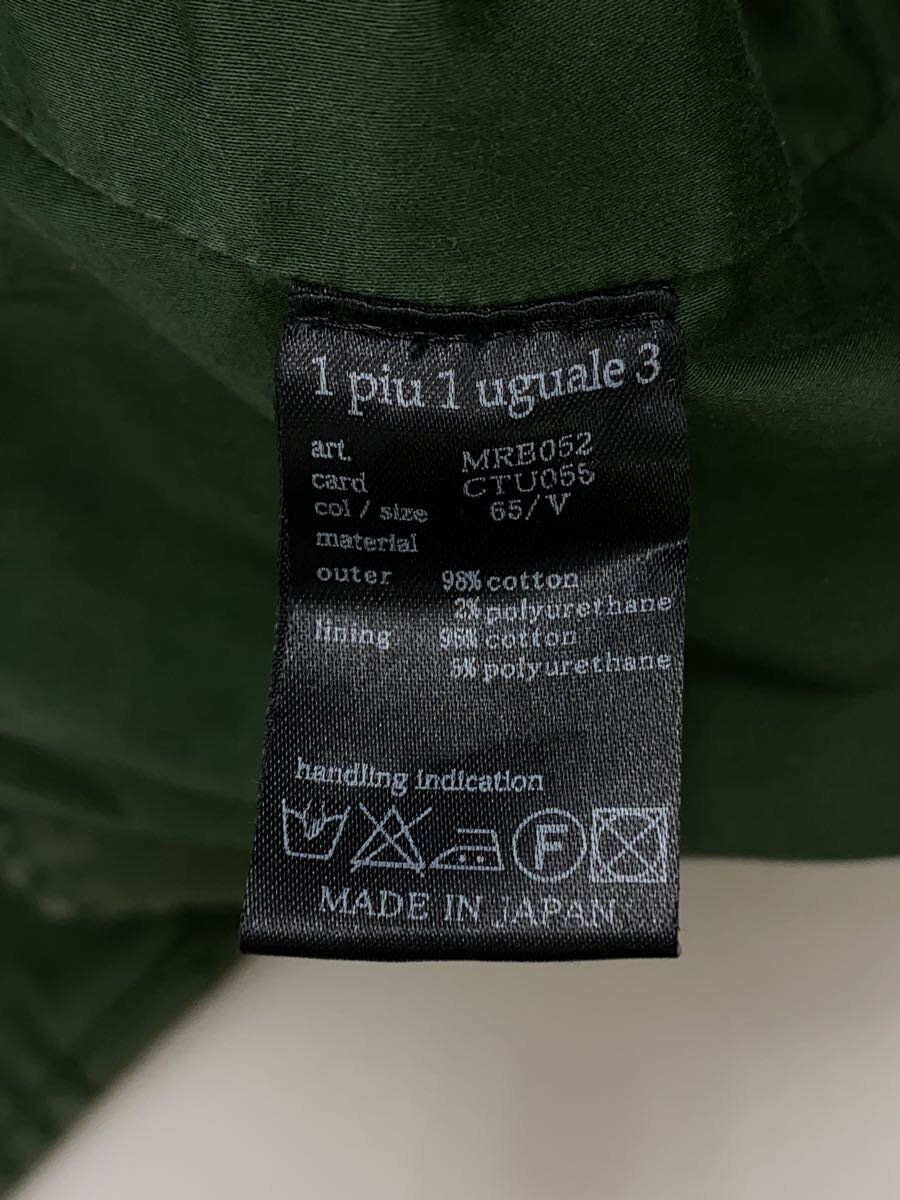 1 piu 1 uguale 3
art. MRB052
card CTU055
col / size 65/V
material
outer 98% cotton
2% polyurethane
lining 95% cotton
5% polyurethane
handling indication
F
MADE IN JAPAN